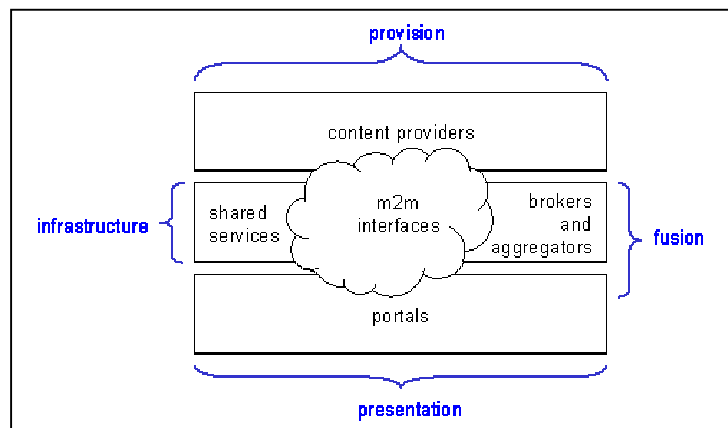 provision
content providers
infrastructure
shared
services
m2m
interfaces
brokers
and
aggregators
fusion
portals
presentation